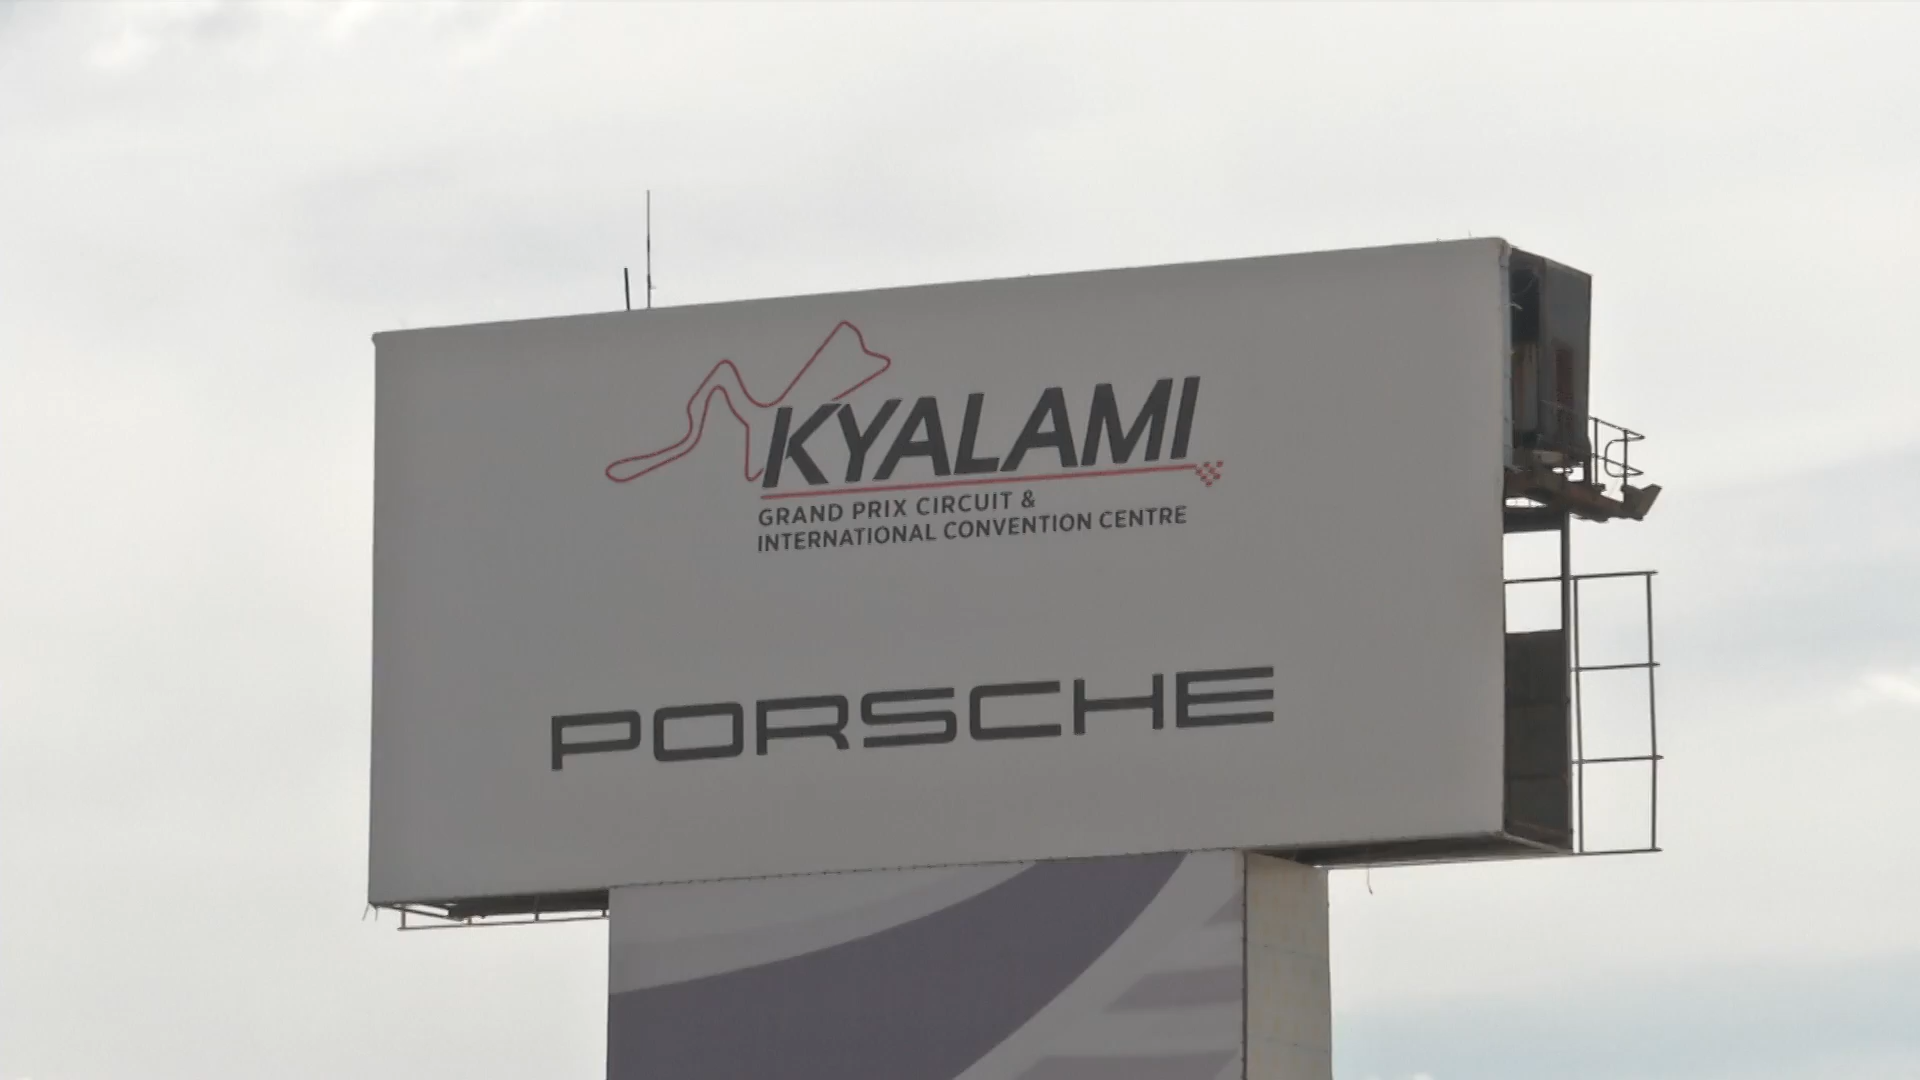 KYALAMI
GRAND PRIX CIRCUIT &
INTERNATIONAL CONVENTION CENTRE
PORSCHE